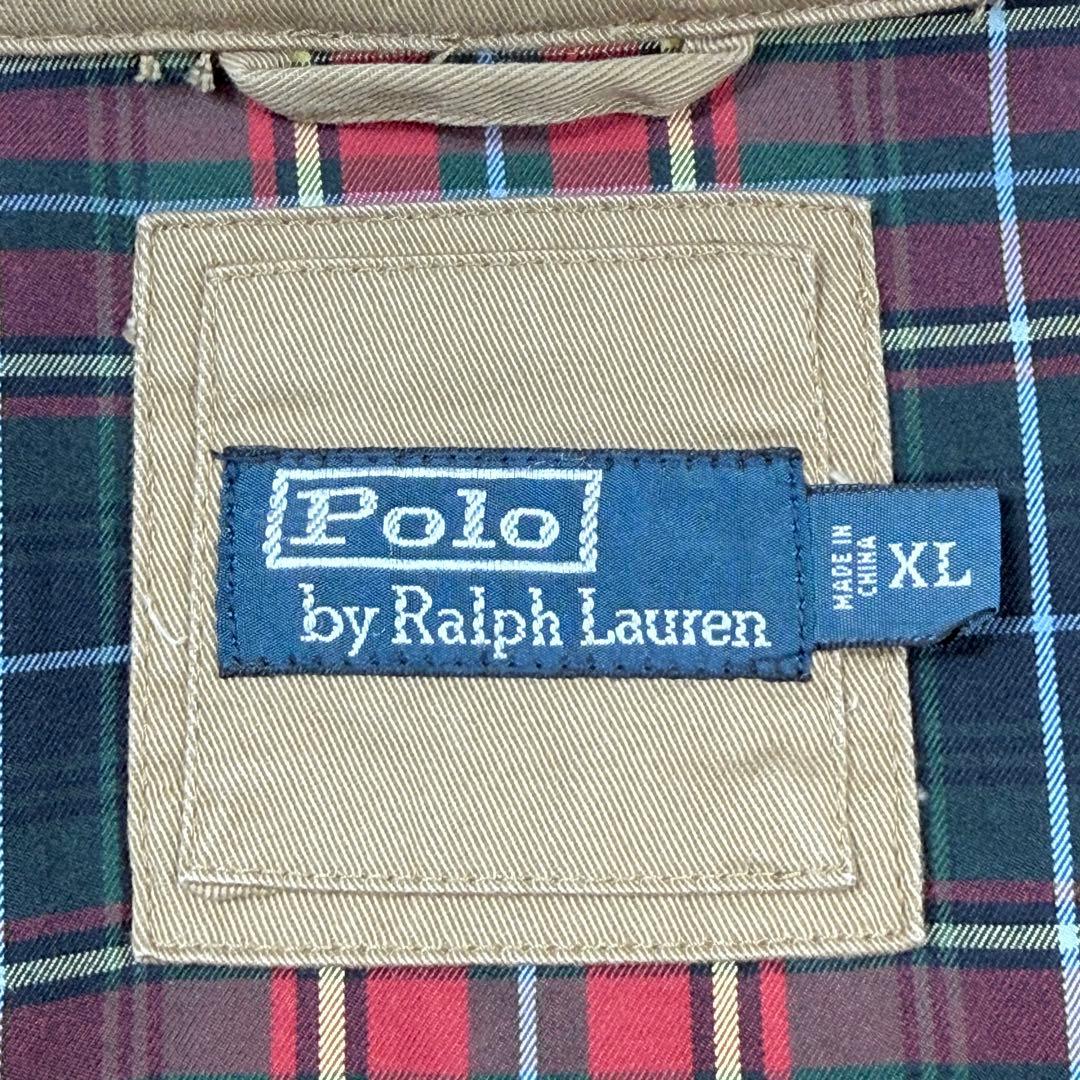 Polo
by Ralph Lauren
MADE IN
CHINA
XL